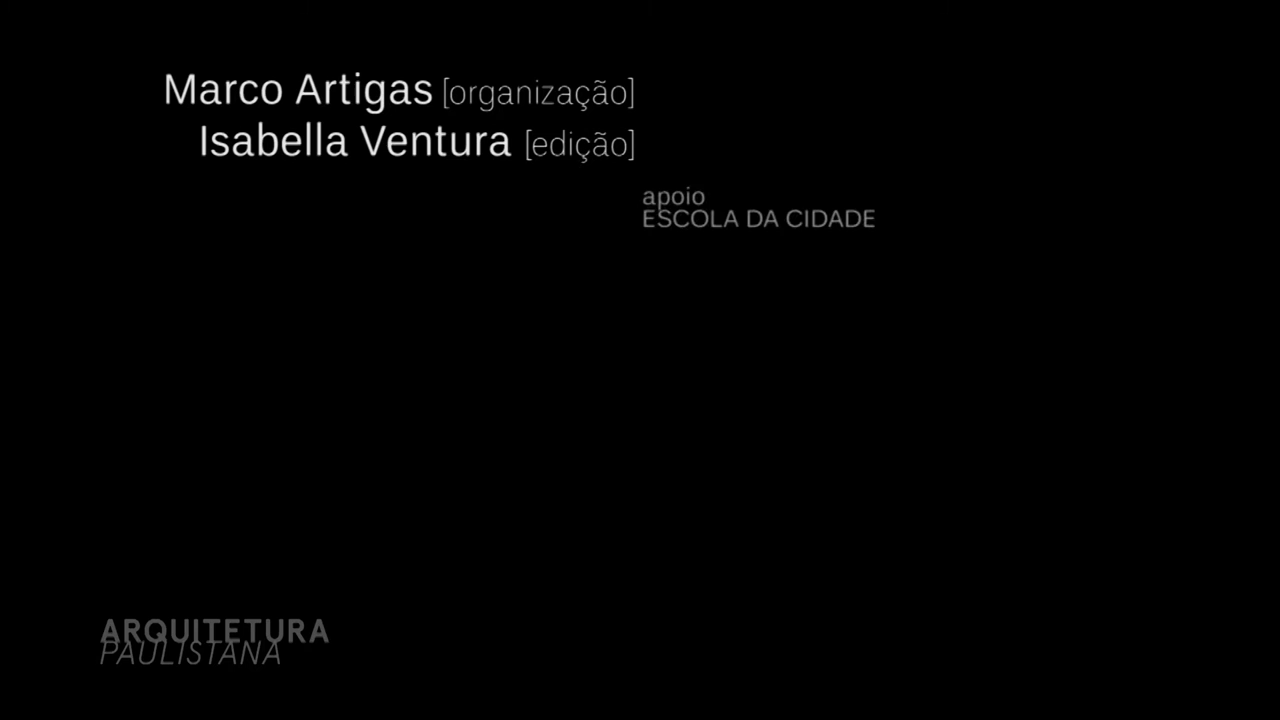 Marco Artigas [organização]
Isabella Ventura [edição]
apoio
ESCOLA DA CIDADE
ARQUITETURA
PAULISTANA